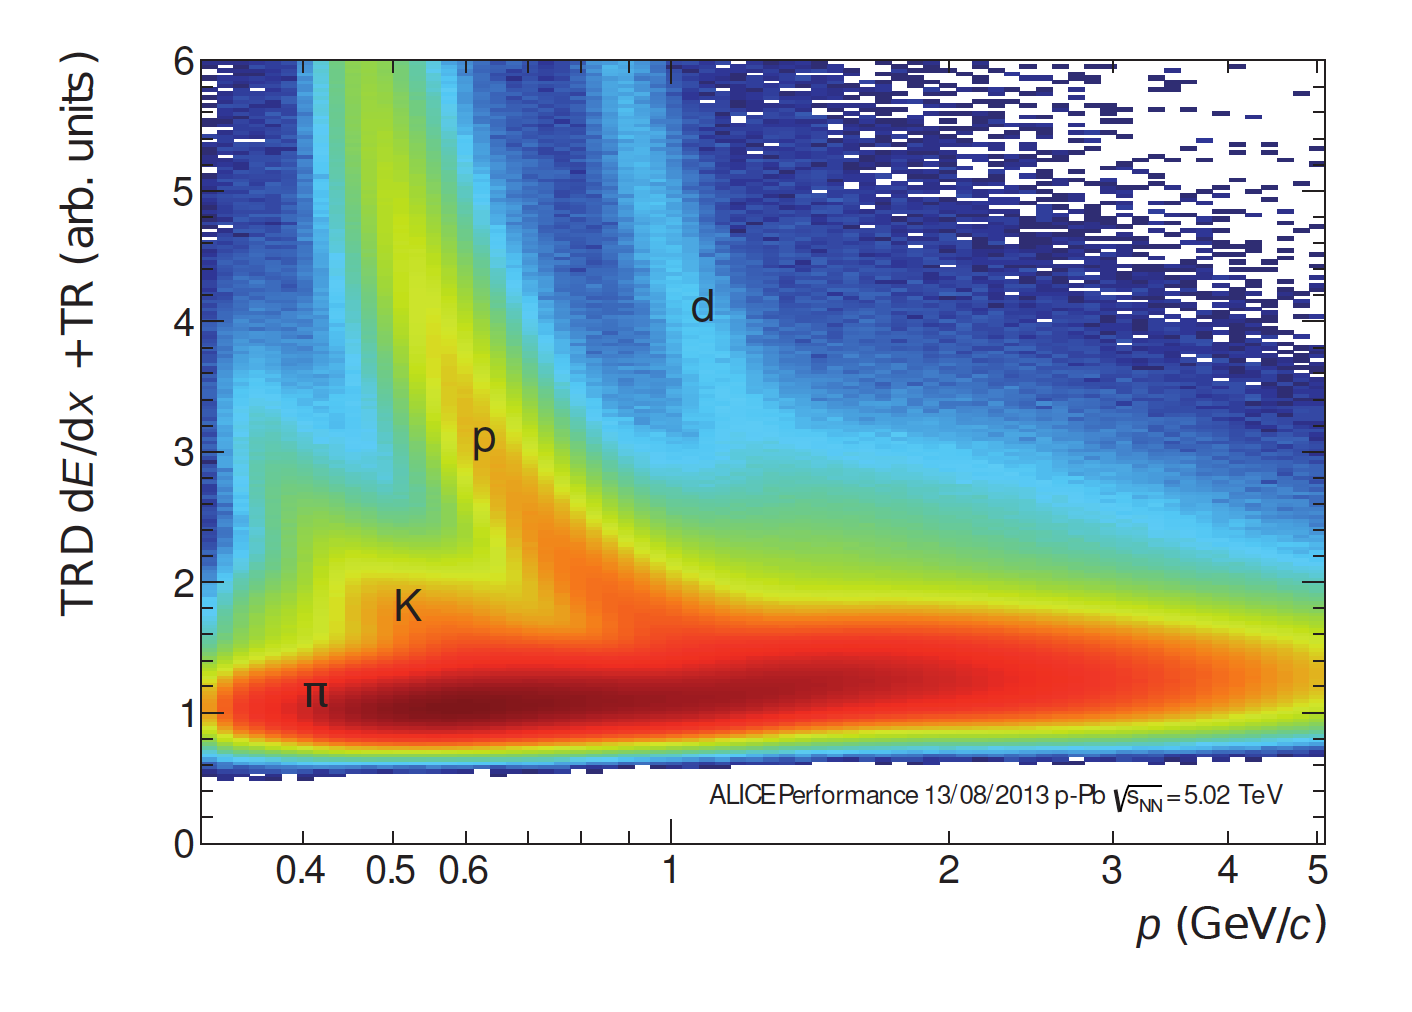 TRD dE/dx +TR (arb. units)
6
5
4
3
2
1
0
d
p
K
π
ALICE Performance 13/08/2013 p-Pb √sNN = 5.02 TeV
0.4 0.5 0.6 1 2 3 4 5
p (GeV/c)